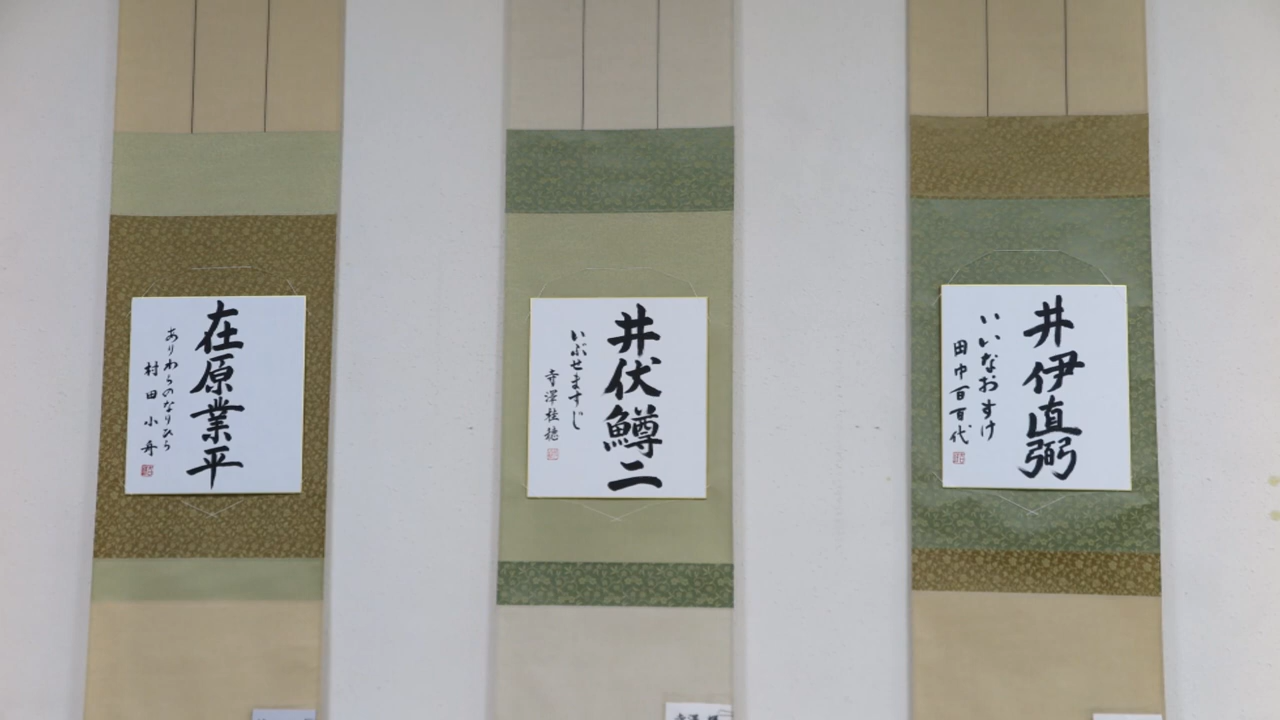 井伊直弼
いいなおすけ
田中百百代
井伏鱒二
いぶせますじ
寺澤桂穂
在原業平
ありわらのなりひら
村田小舟
寺澤